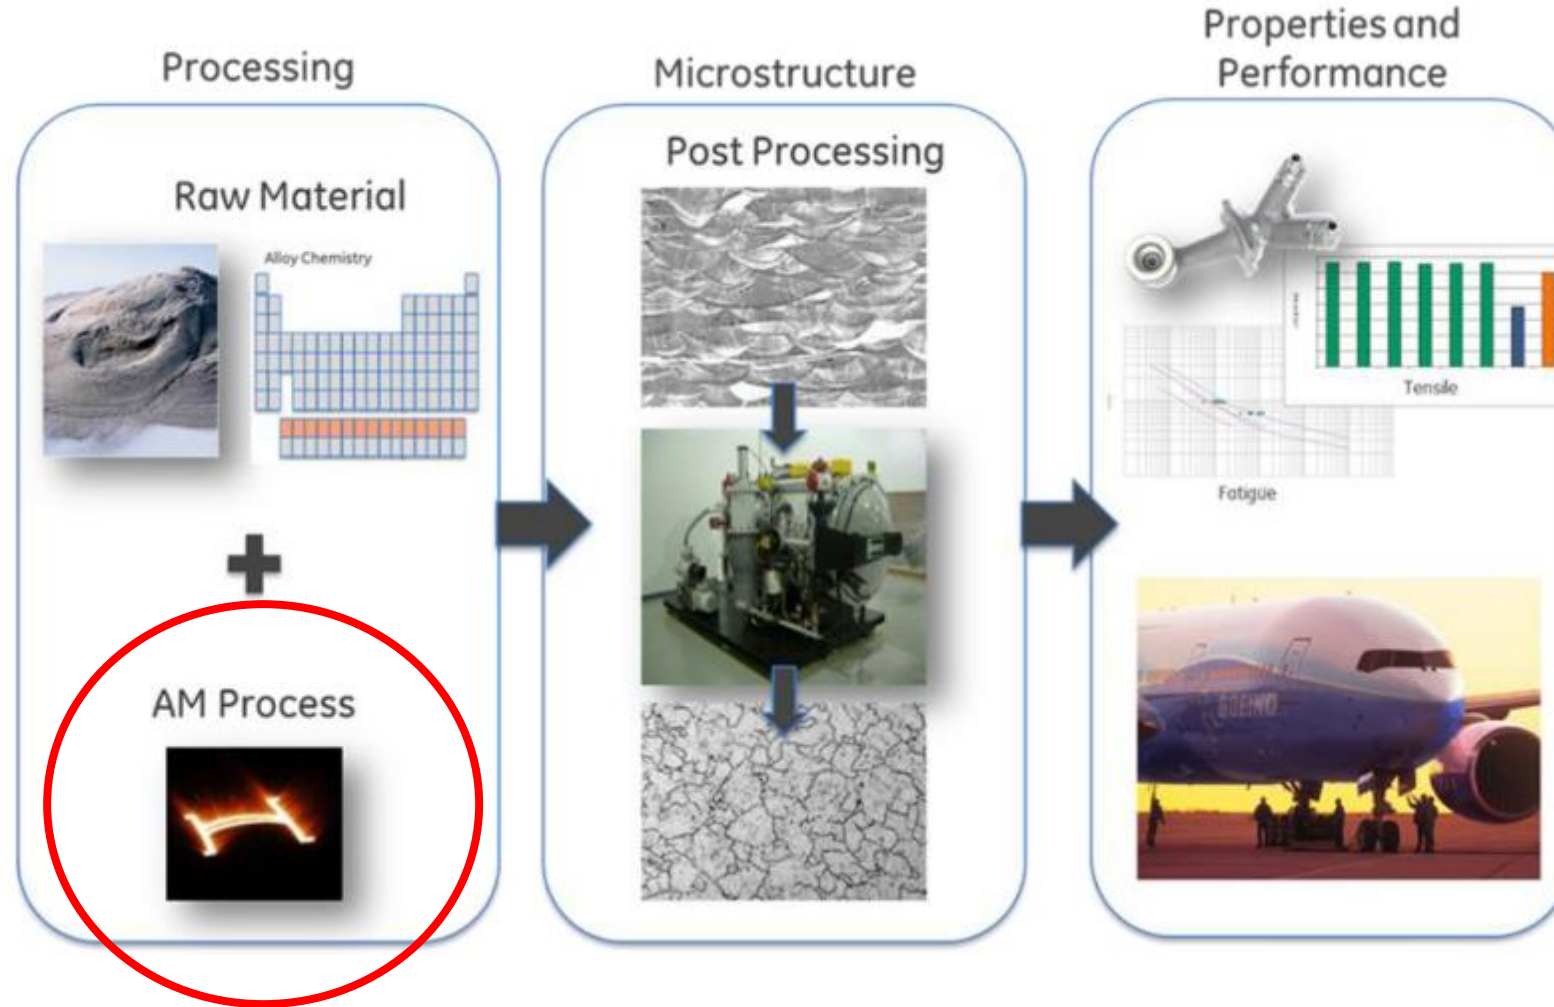 Processing
Raw Material
Alloy Chemistry
AM Process
Microstructure
Post Processing
Properties and
Performance
Tensile
Fatigue
BOEING